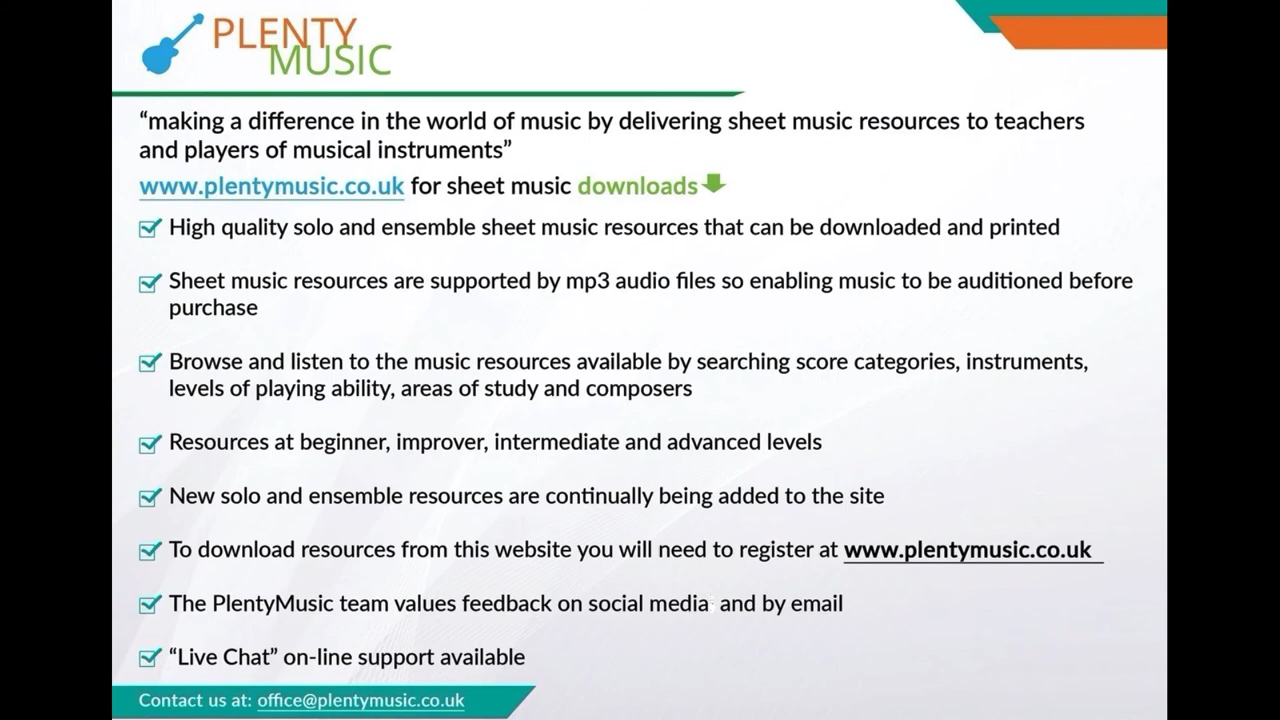 PLENTY
MUSIC
“making a difference in the world of music by delivering sheet music resources to teachers
and players of musical instruments”
www.plentymusic.co.uk for sheet music downloads
High quality solo and ensemble sheet music resources that can be downloaded and printed
Sheet music resources are supported by mp3 audio files so enabling music to be auditioned before
purchase
Browse and listen to the music resources available by searching score categories, instruments,
levels of playing ability, areas of study and composers
Resources at beginner, improver, intermediate and advanced levels
New solo and ensemble resources are continually being added to the site
To download resources from this website you will need to register at www.plentymusic.co.uk
The PlentyMusic team values feedback on social media and by email
“Live Chat” on-line support available
Contact us at: office@plentymusic.co.uk